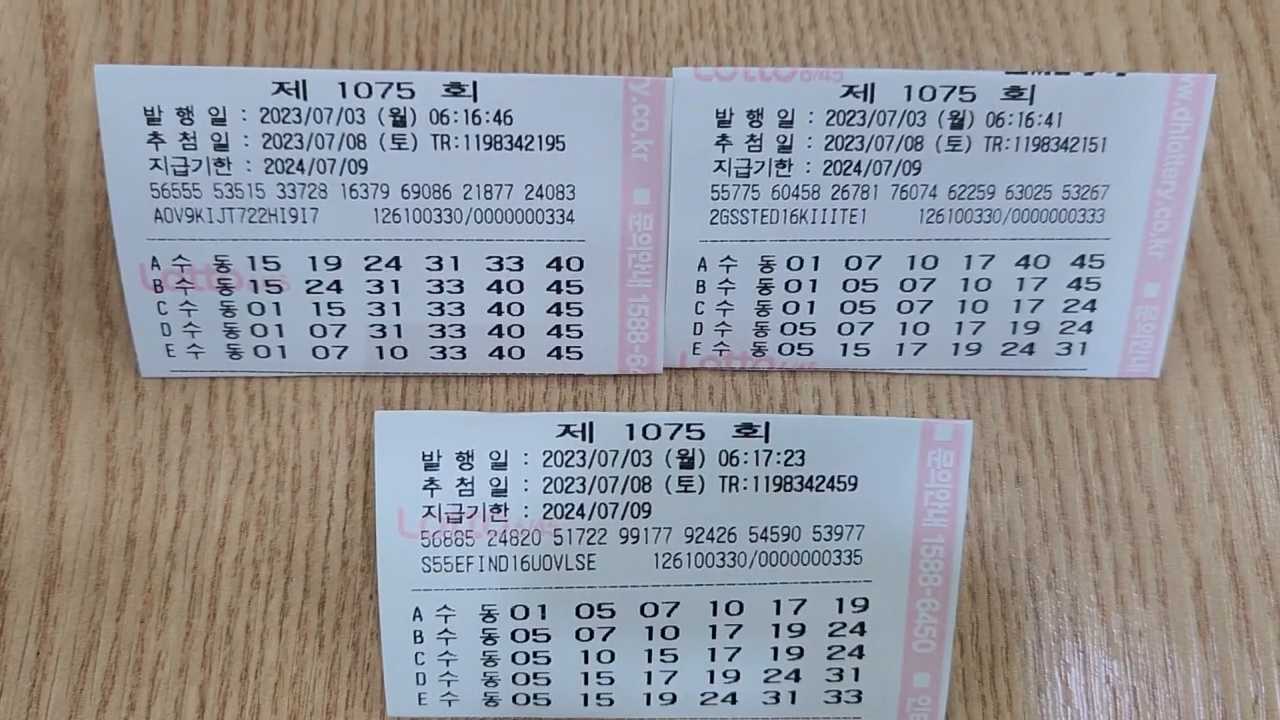 제 1075 회
발 행 일 : 2023/07/03 (월) 06:16:46
추 첨 일 : 2023/07/08 (토) TR:1198342195
지급기한 : 2024/07/09
56555 53515 33728 16379 69086 21877 24083
AOV9KIJT722HI9I7 126100330/0000000334
A 수 동 15 19 24 31 33 40
B 수 동 15 24 31 33 40 45
C 수 동 01 15 31 33 40 45
D 수 동 01 07 31 33 40 45
E 수 동 01 07 10 33 40 45
y.co.kr ■ 문의안내 1588-6
Lotto 6/45
제 1075 회
발 행 일 : 2023/07/03 (월) 06:16:41
추 첨 일 : 2023/07/08 (토) TR:1198342151
지급기한 : 2024/07/09
55775 60458 26781 76074 62259 63025 53267
2GSSTED16KIIITE1 126100330/0000000333
A 수 동 01 07 10 17 40 45
B 수 동 01 05 07 10 17 45
C 수 동 01 05 07 10 17 24
D 수 동 05 07 10 17 19 24
E 수 동 05 15 17 19 24 31
w.dhlottery.co.kr ■ 문의안내
Lotto
제 1075 회
발 행 일 : 2023/07/03 (월) 06:17:23
추 첨 일 : 2023/07/08 (토) TR:1198342459
지급기한 : 2024/07/09
56885 24820 51722 99177 92426 54590 53977
S55EFIND16UOVLSE 126100330/0000000335
A 수 동 01 05 07 10 17 19
B 수 동 05 07 10 17 19 24
C 수 동 05 10 15 17 19 24
D 수 동 05 15 17 19 24 31
E 수 동 05 15 19 24 31 33
■ 문의안내 1588-6450 ■